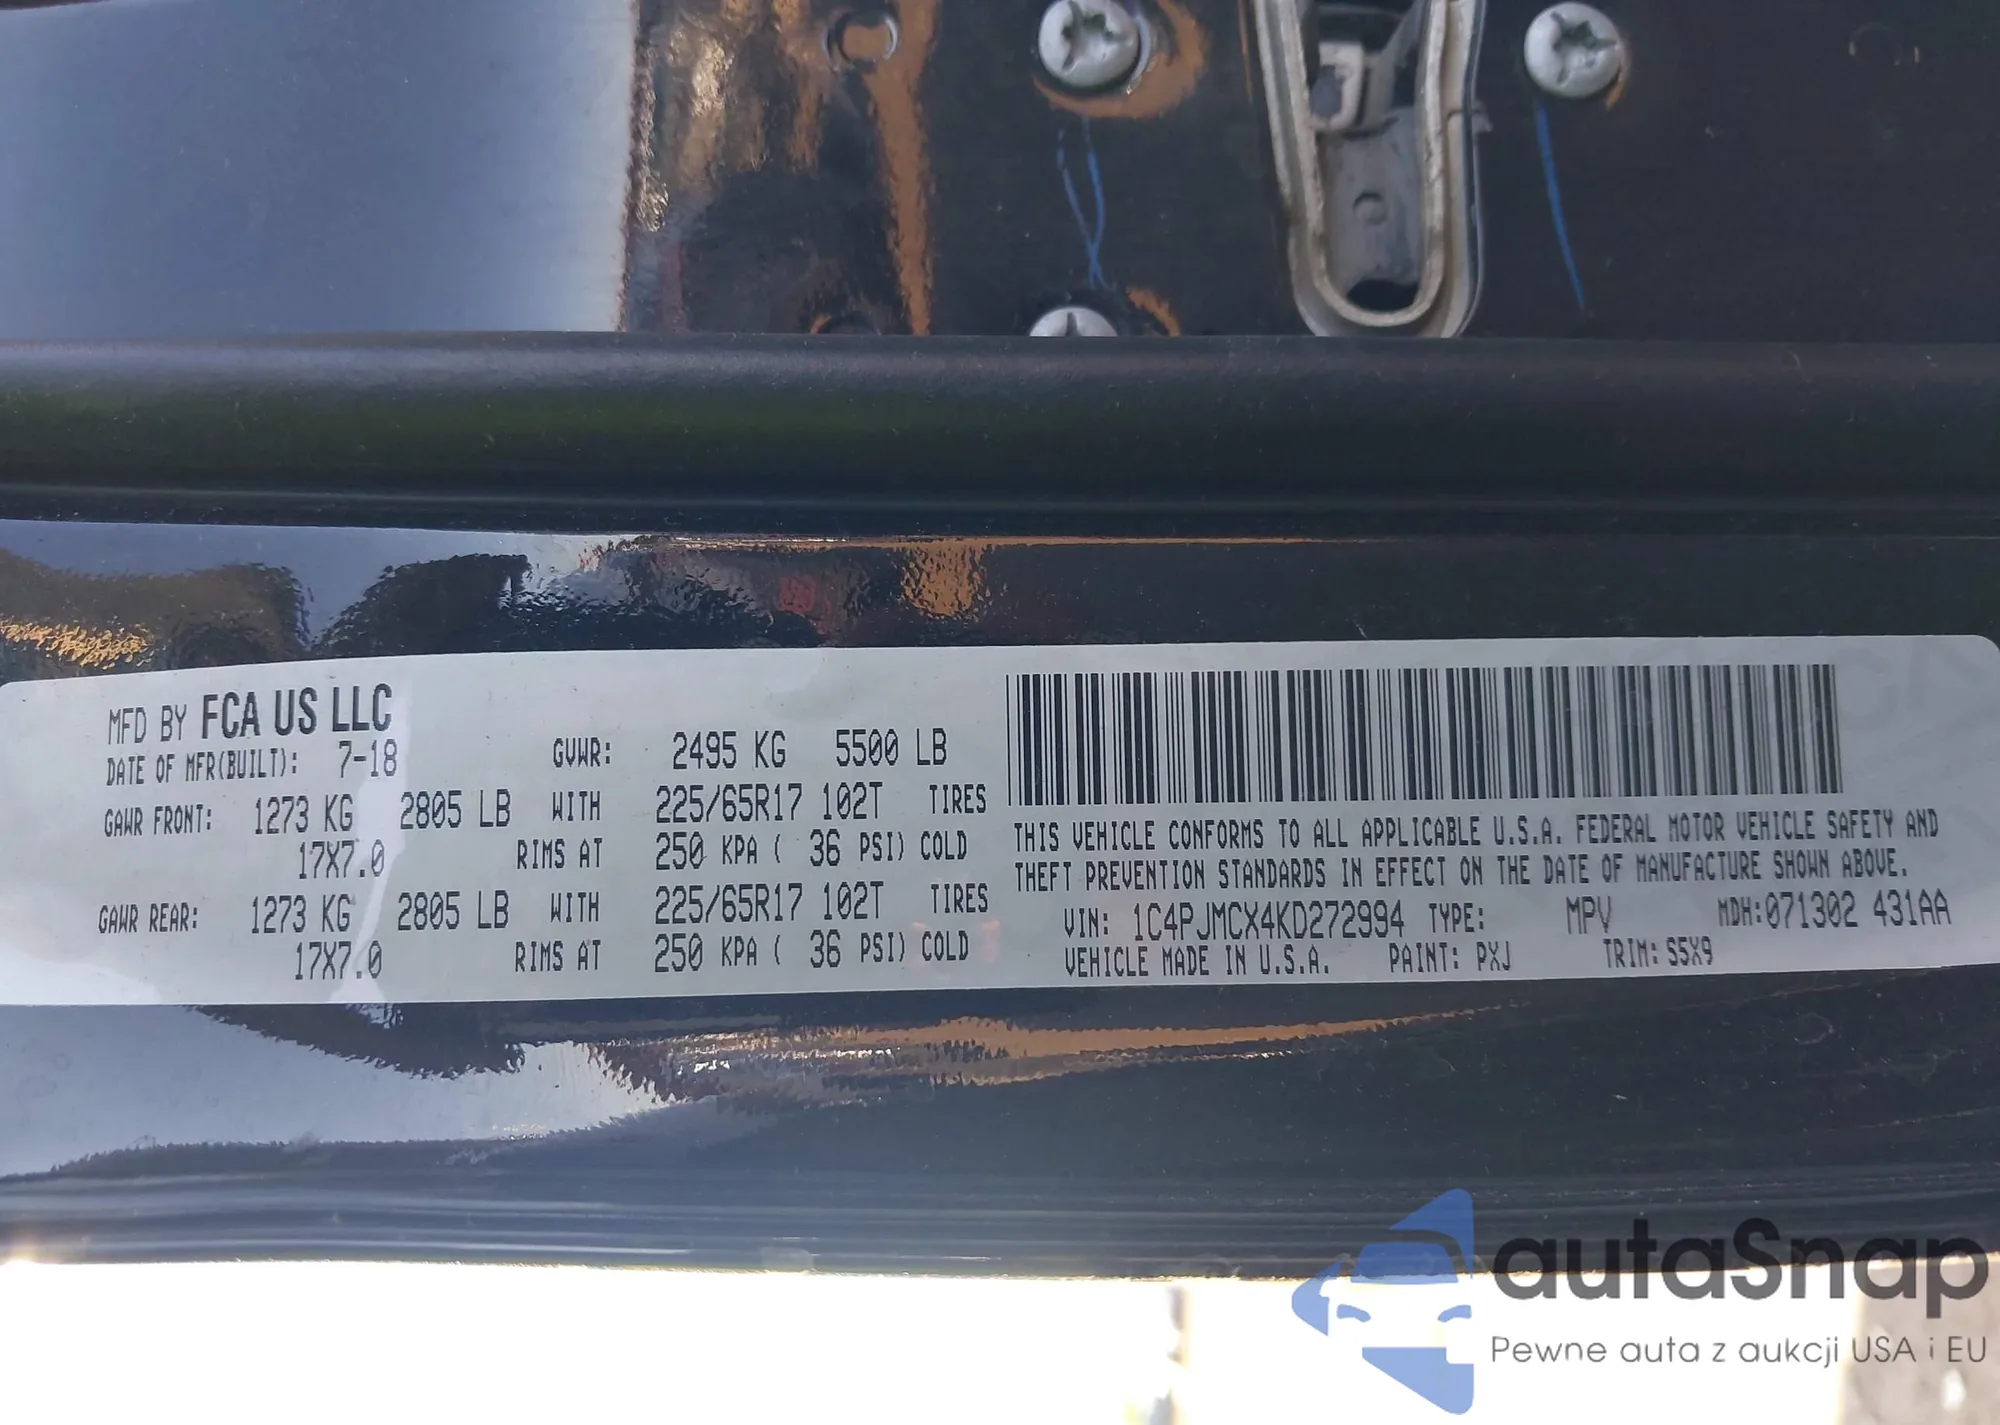 MFD BY FCA US LLC
DATE OF MFR(BUILT): 7-18 GVWR: 2495 KG 5500 LB
GAWR FRONT: 1273 KG 2805 LB WITH 225/65R17 102T TIRES
17X7.0 RIMS AT 250 KPA ( 36 PSI) COLD
GAWR REAR: 1273 KG 2805 LB WITH 225/65R17 102T TIRES
17X7.0 RIMS AT 250 KPA ( 36 PSI) COLD
THIS VEHICLE CONFORMS TO ALL APPLICABLE U.S.A. FEDERAL MOTOR VEHICLE SAFETY AND
THEFT PREVENTION STANDARDS IN EFFECT ON THE DATE OF MANUFACTURE SHOWN ABOVE.
VIN: 1C4PJMCX4KD272994 TYPE: MPV MDH:071302 431AA
VEHICLE MADE IN U.S.A. PAINT: PXJ TRIM: S5X9
autaSnap
Pewne auta z aukcji USA i EU